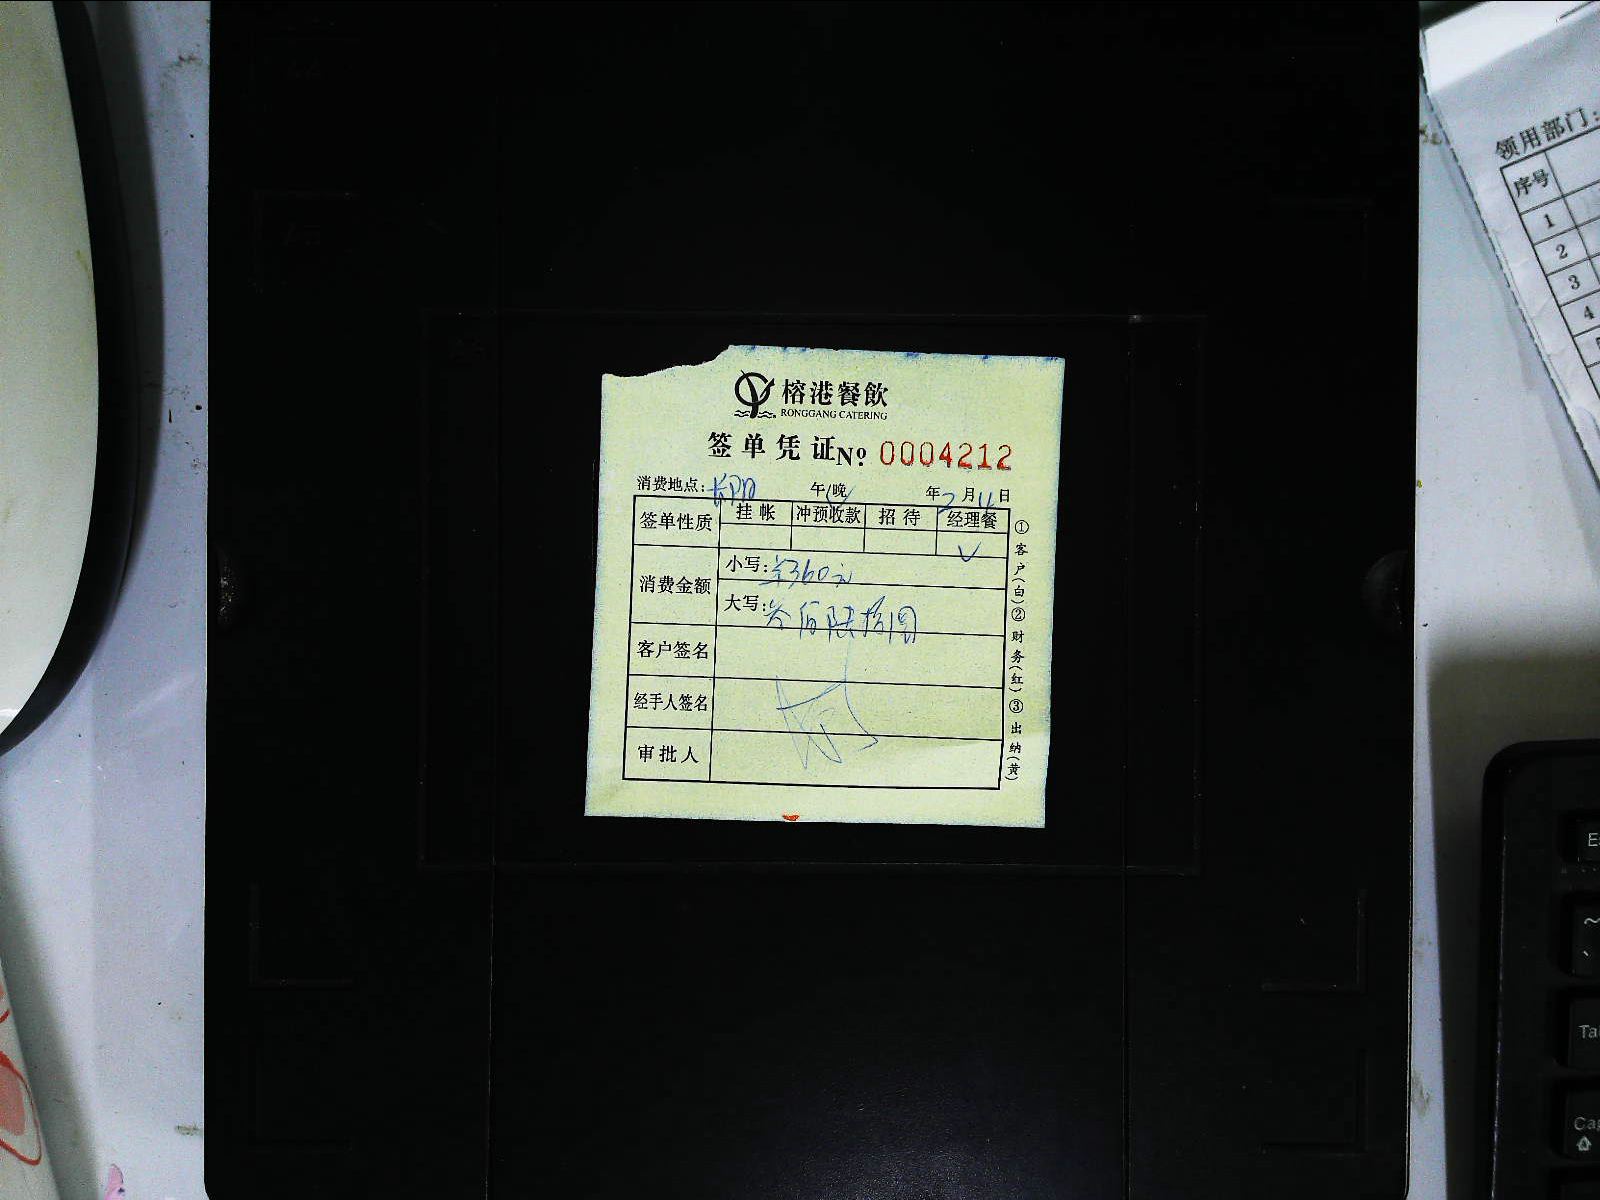 榕港餐飲
RONGGANG CATERING
签单凭证No 0004212
消费地点: 午/晚 年2月11日
签单性质 挂帐 冲预收款 招待 经理餐
✓
消费金额 小写: ¥360元
大写: 叁佰陆拾圆
客户签名
经手人签名
审批人
①客户(白)②财务(红)③出纳(黄)
领用部门:
序号
1
2
3
4